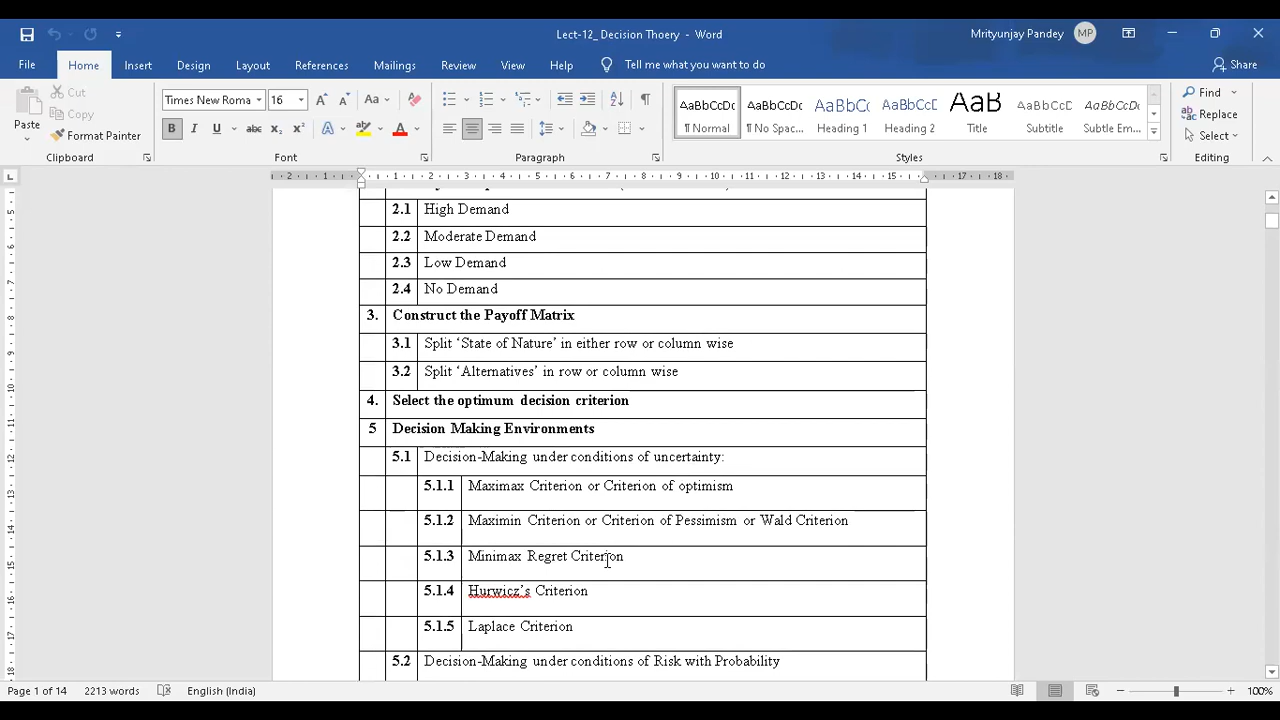 Lect-12_ Decision Thoery - Word
Mrityunjay Pandey MP
File Home Insert Design Layout References Mailings Review View Help Tell me what you want to do Share
Paste Cut Copy Format Painter
Times New Roma 16 Aa
B I U abc x₂ x² A A
AaBbCcDc ¶ Normal
AaBbCcDc ¶ No Spac...
AaBbCc Heading 1
AaBbCcD Heading 2
AaB Title
AaBbCcD Subtitle
AaBbCcDc Subtle Em...
Find
Replace
Select
Clipboard Font Paragraph Styles Editing
2.1 High Demand
2.2 Moderate Demand
2.3 Low Demand
2.4 No Demand
3. Construct the Payoff Matrix
3.1 Split ‘State of Nature’ in either row or column wise
3.2 Split ‘Alternatives’ in row or column wise
4. Select the optimum decision criterion
5 Decision Making Environments
5.1 Decision-Making under conditions of uncertainty:
5.1.1 Maximax Criterion or Criterion of optimism
5.1.2 Maximin Criterion or Criterion of Pessimism or Wald Criterion
5.1.3 Minimax Regret Criterion
5.1.4 Hurwicz’s Criterion
5.1.5 Laplace Criterion
5.2 Decision-Making under conditions of Risk with Probability
Page 1 of 14 2213 words English (India) 100%